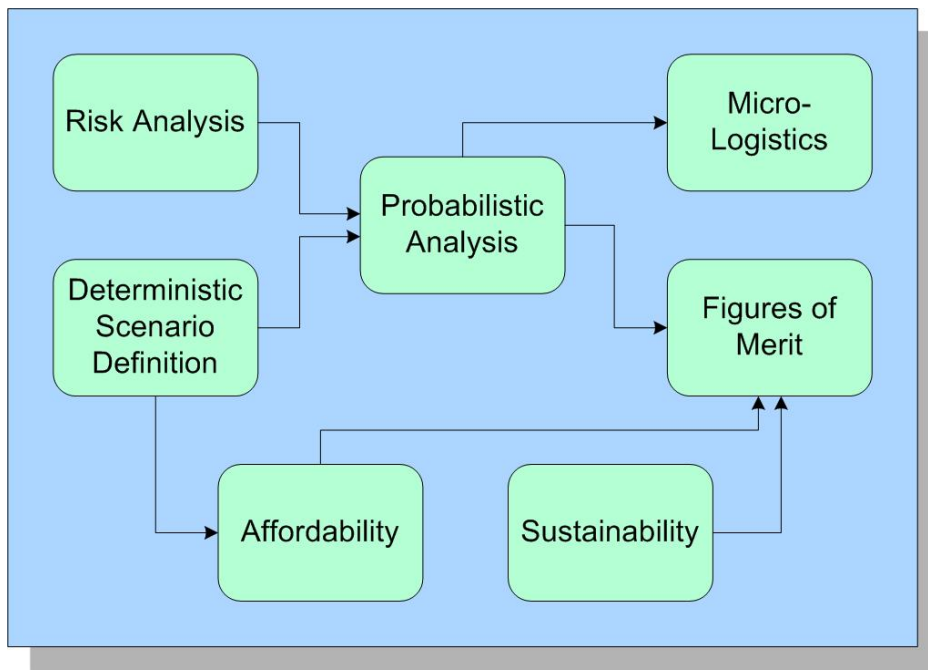 Risk Analysis
Micro-
Logistics
Probabilistic
Analysis
Deterministic
Scenario
Definition
Figures of
Merit
Affordability
Sustainability